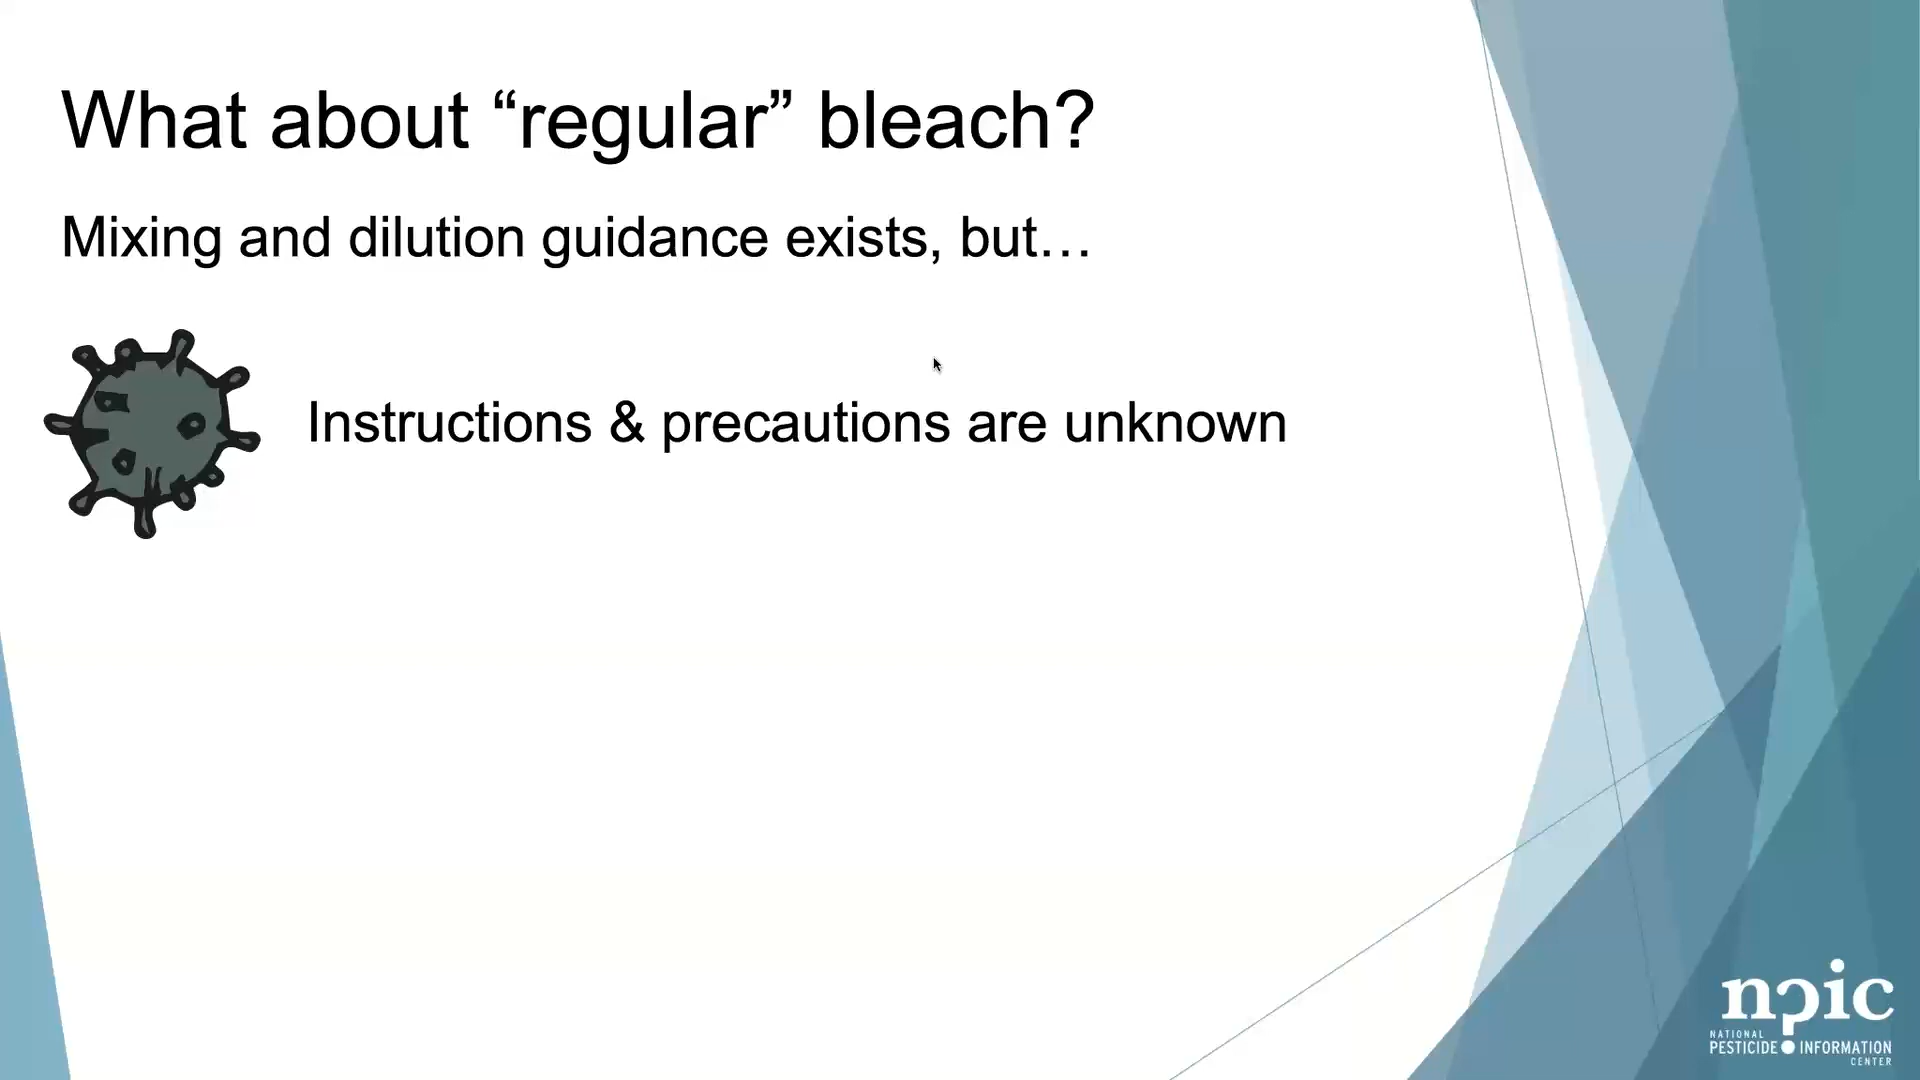 What about “regular” bleach?
Mixing and dilution guidance exists, but…
Instructions & precautions are unknown
npic
NATIONAL
PESTICIDE INFORMATION
CENTER